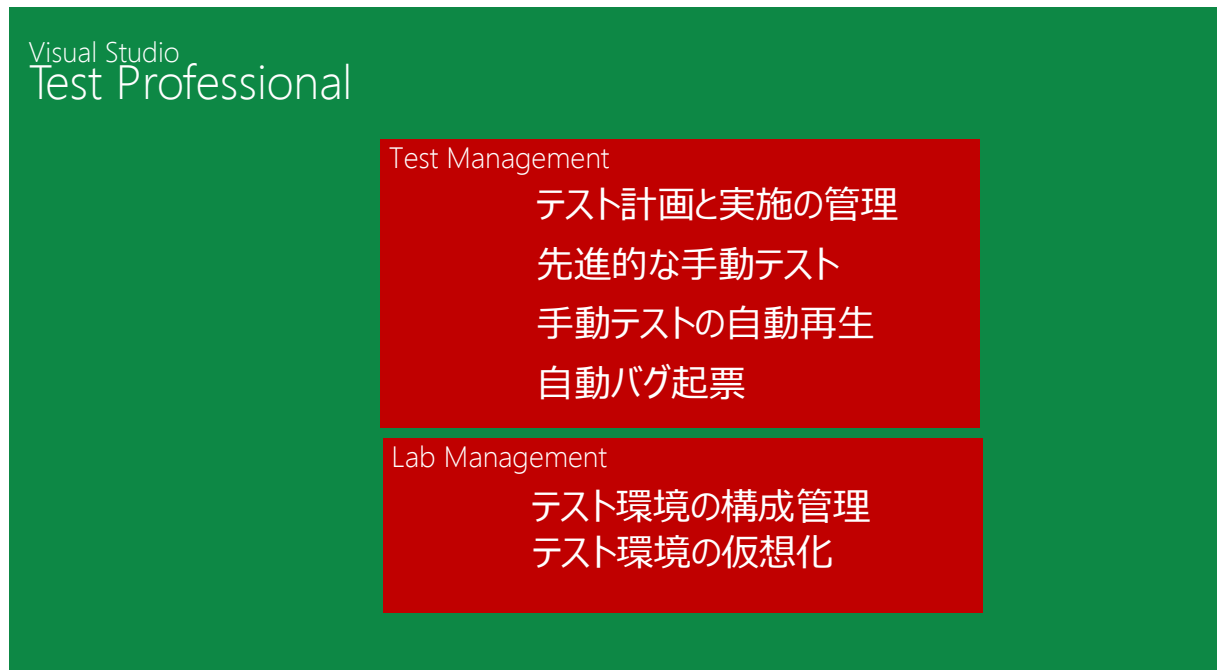 Visual Studio
Test Professional
Test Management
テスト計画と実施の管理
先進的な手動テスト
手動テストの自動再生
自動バグ起票
Lab Management
テスト環境の構成管理
テスト環境の仮想化